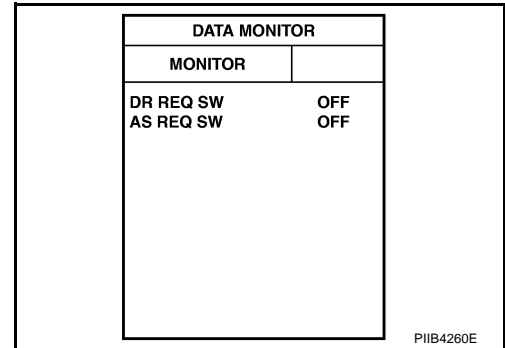 DATA MONITOR
MONITOR
DR REQ SW OFF
AS REQ SW OFF
PIIB4260E